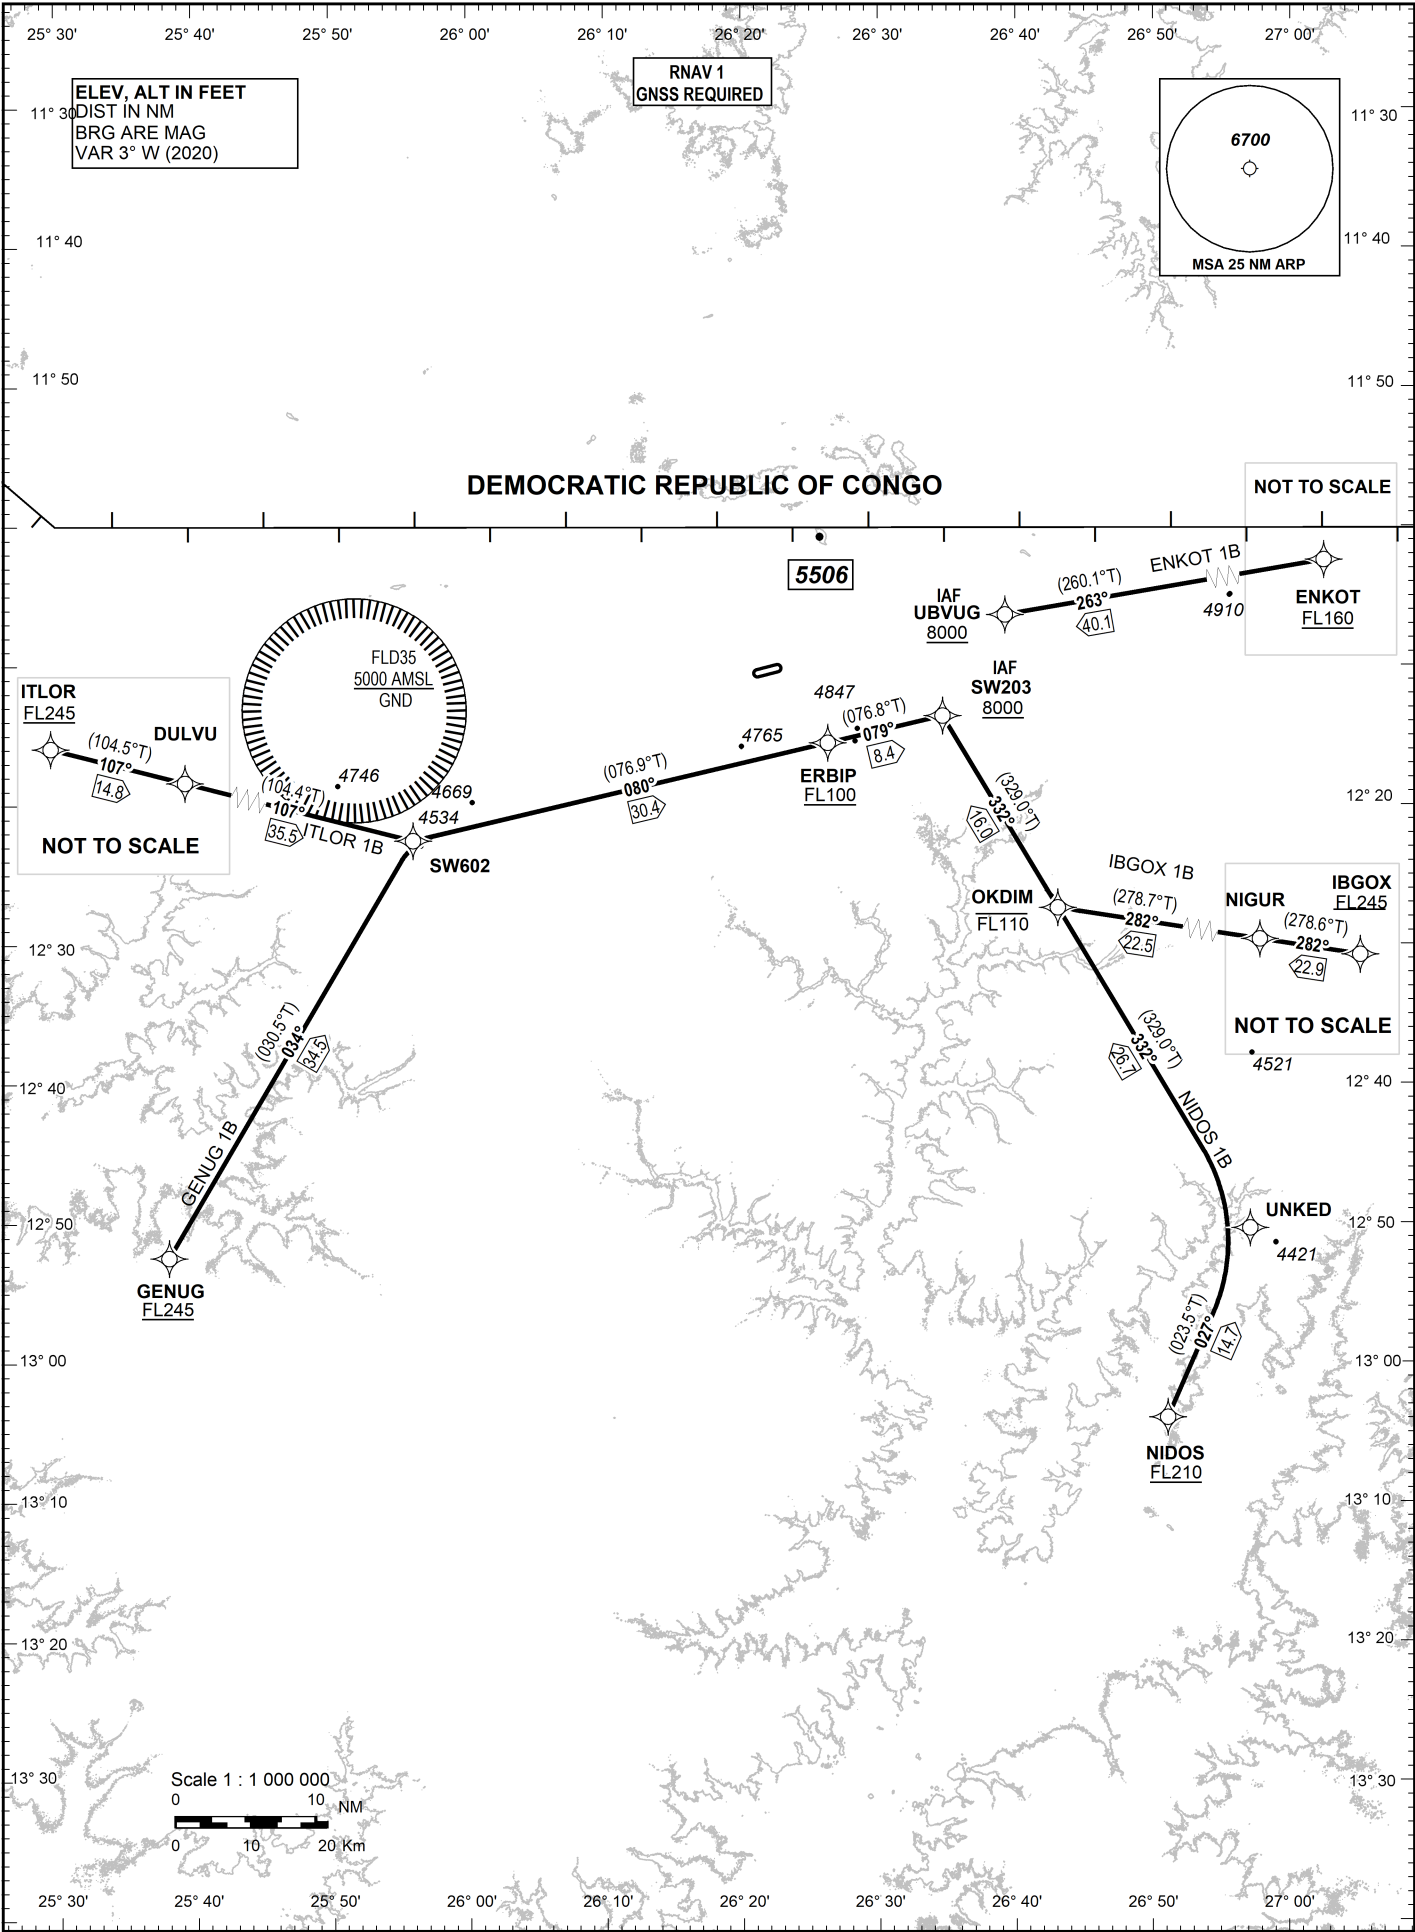 25° 30'
25° 40'
25° 50'
26° 00'
26° 10'
26° 20'
26° 30'
26° 40'
26° 50'
27° 00'
RNAV 1
GNSS REQUIRED
ELEV, ALT IN FEET
DIST IN NM
BRG ARE MAG
VAR 3° W (2020)
11° 30
11° 30
6700
MSA 25 NM ARP
11° 40
11° 40
11° 50
11° 50
DEMOCRATIC REPUBLIC OF CONGO
NOT TO SCALE
5506
ENKOT 1B
(260.1°T)
263°
40.1
4910
ENKOT
FL160
IAF
UBVUG
8000
FLD35
5000 AMSL
GND
IAF
SW203
8000
ITLOR
FL245
DULVU
(104.5°T)
107°
14.8
NOT TO SCALE
4746
(104.4°T)
107°
35.5
ITLOR 1B
4669
4534
SW602
(076.9°T)
080°
30.4
4765
4847
(076.8°T)
079°
8.4
ERBIP
FL100
12° 20
(329.0°T)
332°
16.0
OKDIM
FL110
IBGOX 1B
(278.7°T)
282°
22.5
NIGUR
IBGOX
FL245
(278.6°T)
282°
22.9
NOT TO SCALE
4521
12° 30
(030.5°T)
034°
34.5
GENUG 1B
(329.0°T)
332°
26.7
NIDOS 1B
12° 40
12° 40
12° 50
12° 50
UNKED
4421
GENUG
FL245
(023.5°T)
027°
14.7
NIDOS
FL210
13° 00
13° 00
13° 10
13° 10
13° 20
13° 20
13° 30
13° 30
Scale 1 : 1 000 000
0 10 NM
0 10 20 Km
25° 30'
25° 40'
25° 50'
26° 00'
26° 10'
26° 20'
26° 30'
26° 40'
26° 50'
27° 00'